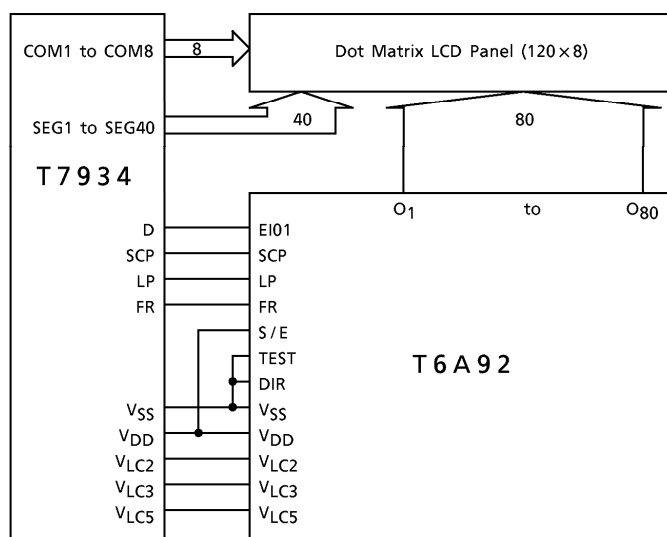 COM1 to COM8
8
Dot Matrix LCD Panel (120×8)
SEG1 to SEG40
40
80
T7934
O1 to O80
D
EI01
SCP
SCP
LP
LP
FR
FR
S/E
TEST
T6A92
DIR
VSS
VSS
VDD
VDD
VLC2
VLC2
VLC3
VLC3
VLC5
VLC5